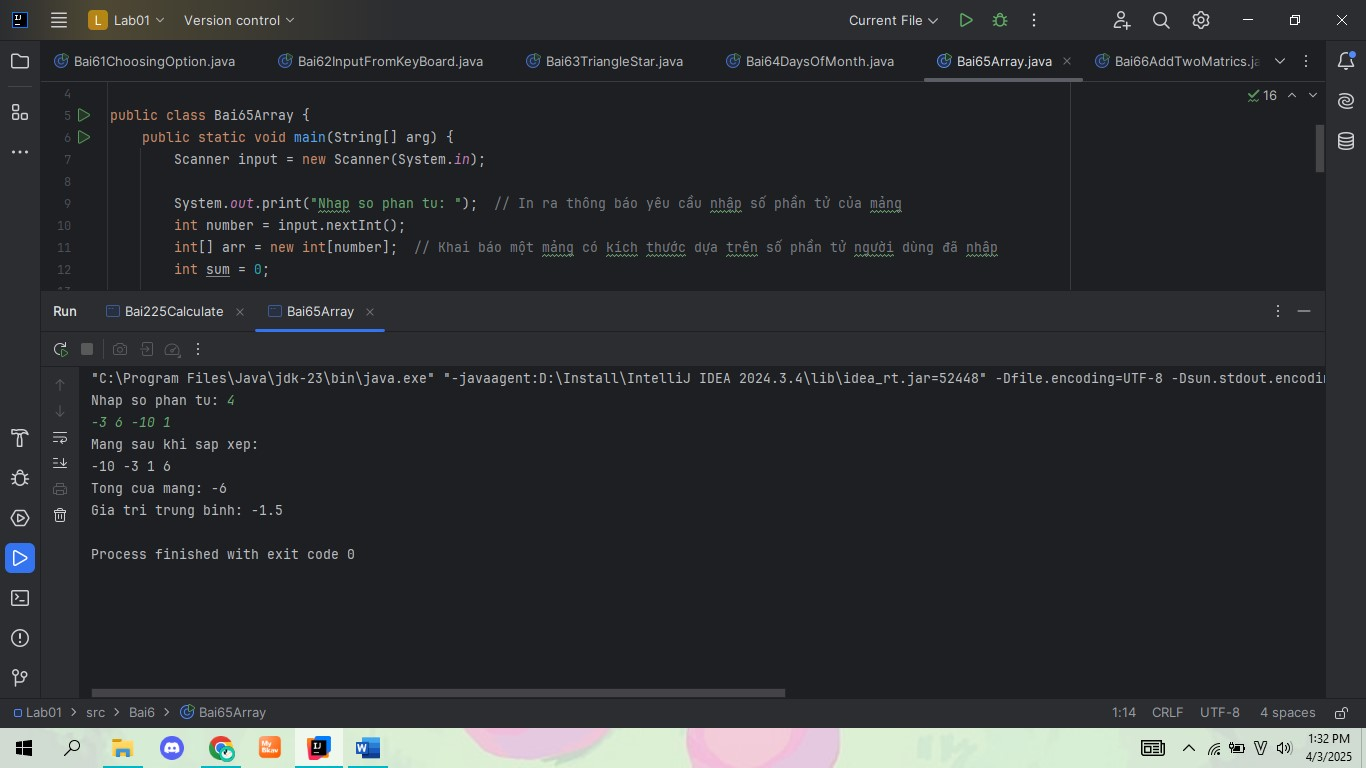 L Lab01 Version control Current File
Bai61ChoosingOption.java Bai62InputFromKeyBoard.java Bai63TriangleStar.java Bai64DaysOfMonth.java Bai65Array.java Bai66AddTwoMatrics.ja
4
16
5 public class Bai65Array {
6 public static void main(String[] arg) {
7 Scanner input = new Scanner(System.in);
8
9 System.out.print("Nhap so phan tu: "); // In ra thông báo yêu cầu nhập số phần tử của mảng
10 int number = input.nextInt();
11 int[] arr = new int[number]; // Khai báo một mảng có kích thước dựa trên số phần tử người dùng đã nhập
12 int sum = 0;
Run Bai225Calculate Bai65Array
"C:\Program Files\Java\jdk-23\bin\java.exe" "-javaagent:D:\Install\IntelliJ IDEA 2024.3.4\lib\idea_rt.jar=52448" -Dfile.encoding=UTF-8 -Dsun.stdout.encodin
Nhap so phan tu: 4
-3 6 -10 1
Mang sau khi sap xep:
-10 -3 1 6
Tong cua mang: -6
Gia tri trung binh: -1.5
Process finished with exit code 0
Lab01 > src > Bai6 > Bai65Array 1:14 CRLF UTF-8 4 spaces
My Bkav
V
1:32 PM
4/3/2025